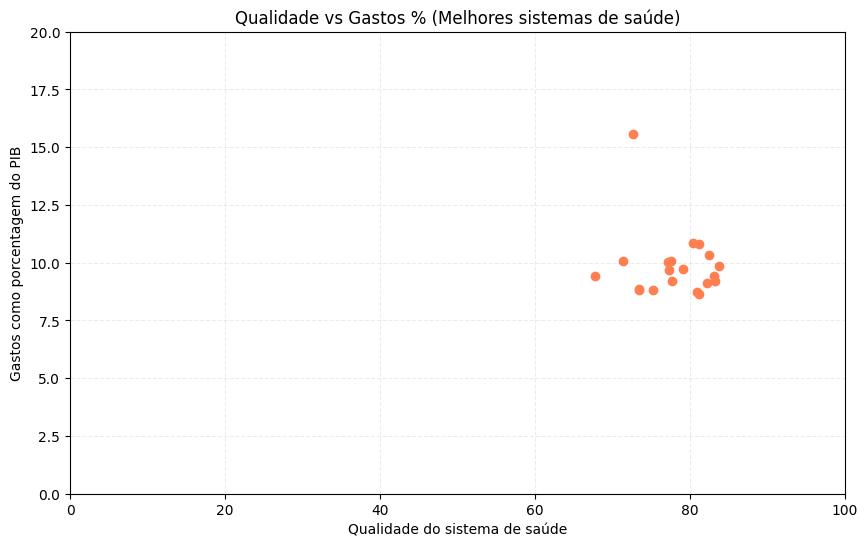 Qualidade vs Gastos % (Melhores sistemas de saúde)
20.0
17.5
15.0
12.5
10.0
7.5
5.0
2.5
0.0
Gastos como porcentagem do PIB
0 20 40 60 80 100
Qualidade do sistema de saúde